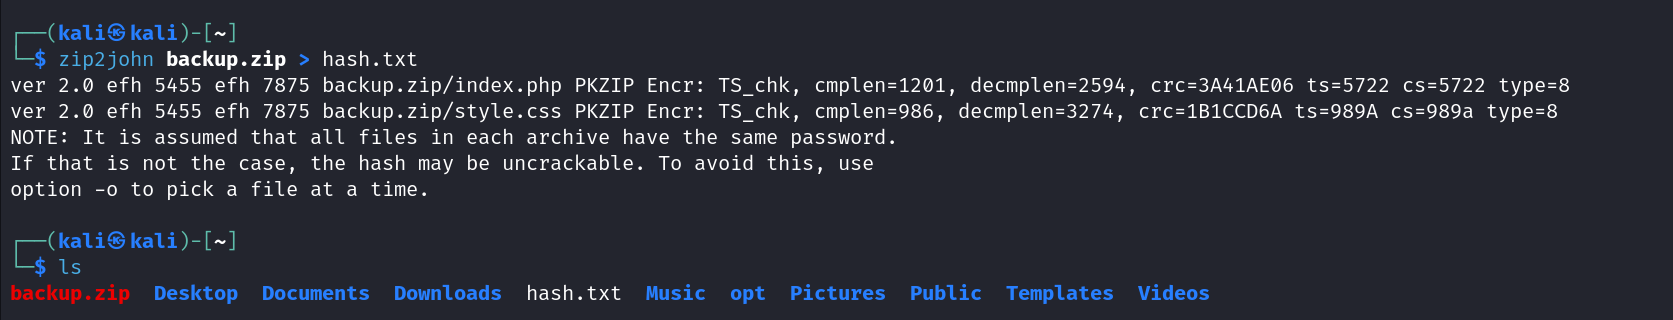 ┌──(kali㉿kali)-[~]
└─$ zip2john backup.zip > hash.txt
ver 2.0 efh 5455 efh 7875 backup.zip/index.php PKZIP Encr: TS_chk, cmplen=1201, decmplen=2594, crc=3A41AE06 ts=5722 cs=5722 type=8
ver 2.0 efh 5455 efh 7875 backup.zip/style.css PKZIP Encr: TS_chk, cmplen=986, decmplen=3274, crc=1B1CCD6A ts=989A cs=989a type=8
NOTE: It is assumed that all files in each archive have the same password.
If that is not the case, the hash may be uncrackable. To avoid this, use
option -o to pick a file at a time.
┌──(kali㉿kali)-[~]
└─$ ls
backup.zip  Desktop  Documents  Downloads  hash.txt  Music  opt  Pictures  Public  Templates  Videos